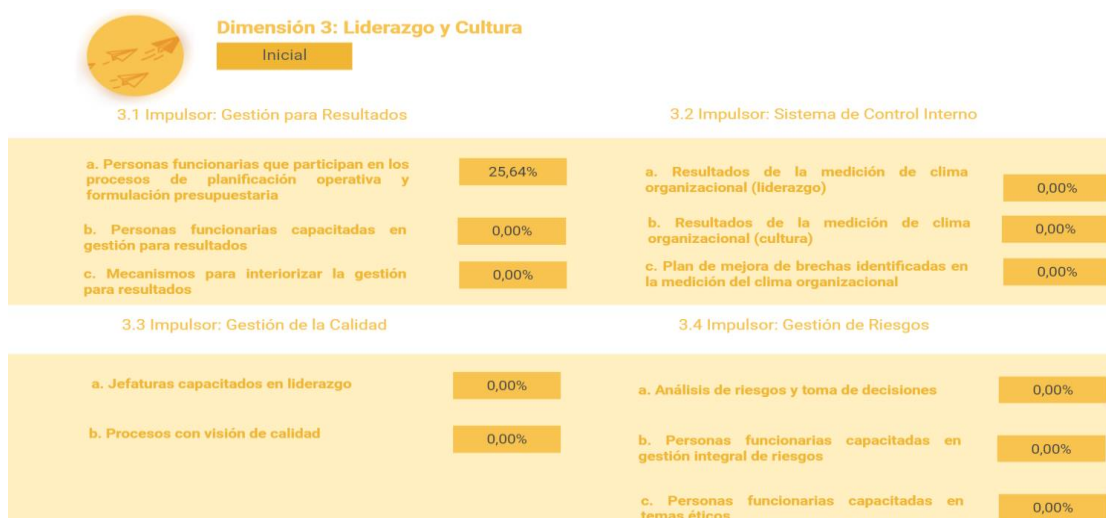 Dimensión 3: Liderazgo y Cultura
Inicial
3.1 Impulsor: Gestión para Resultados
a. Personas funcionarias que participan en los
procesos de planificación operativa y
formulación presupuestaria
25,64%
b. Personas funcionarias capacitadas en
gestión para resultados
0,00%
c. Mecanismos para interiorizar la gestión
para resultados
0,00%
3.2 Impulsor: Sistema de Control Interno
a. Resultados de la medición de clima
organizacional (liderazgo)
0,00%
b. Resultados de la medición de clima
organizacional (cultura)
0,00%
c. Plan de mejora de brechas identificadas en
la medición del clima organizacional
0,00%
3.3 Impulsor: Gestión de la Calidad
a. Jefaturas capacitados en liderazgo
0,00%
b. Procesos con visión de calidad
0,00%
3.4 Impulsor: Gestión de Riesgos
a. Análisis de riesgos y toma de decisiones
0,00%
b. Personas funcionarias capacitadas en
gestión integral de riesgos
0,00%
c. Personas funcionarias capacitadas en
temas éticos
0,00%